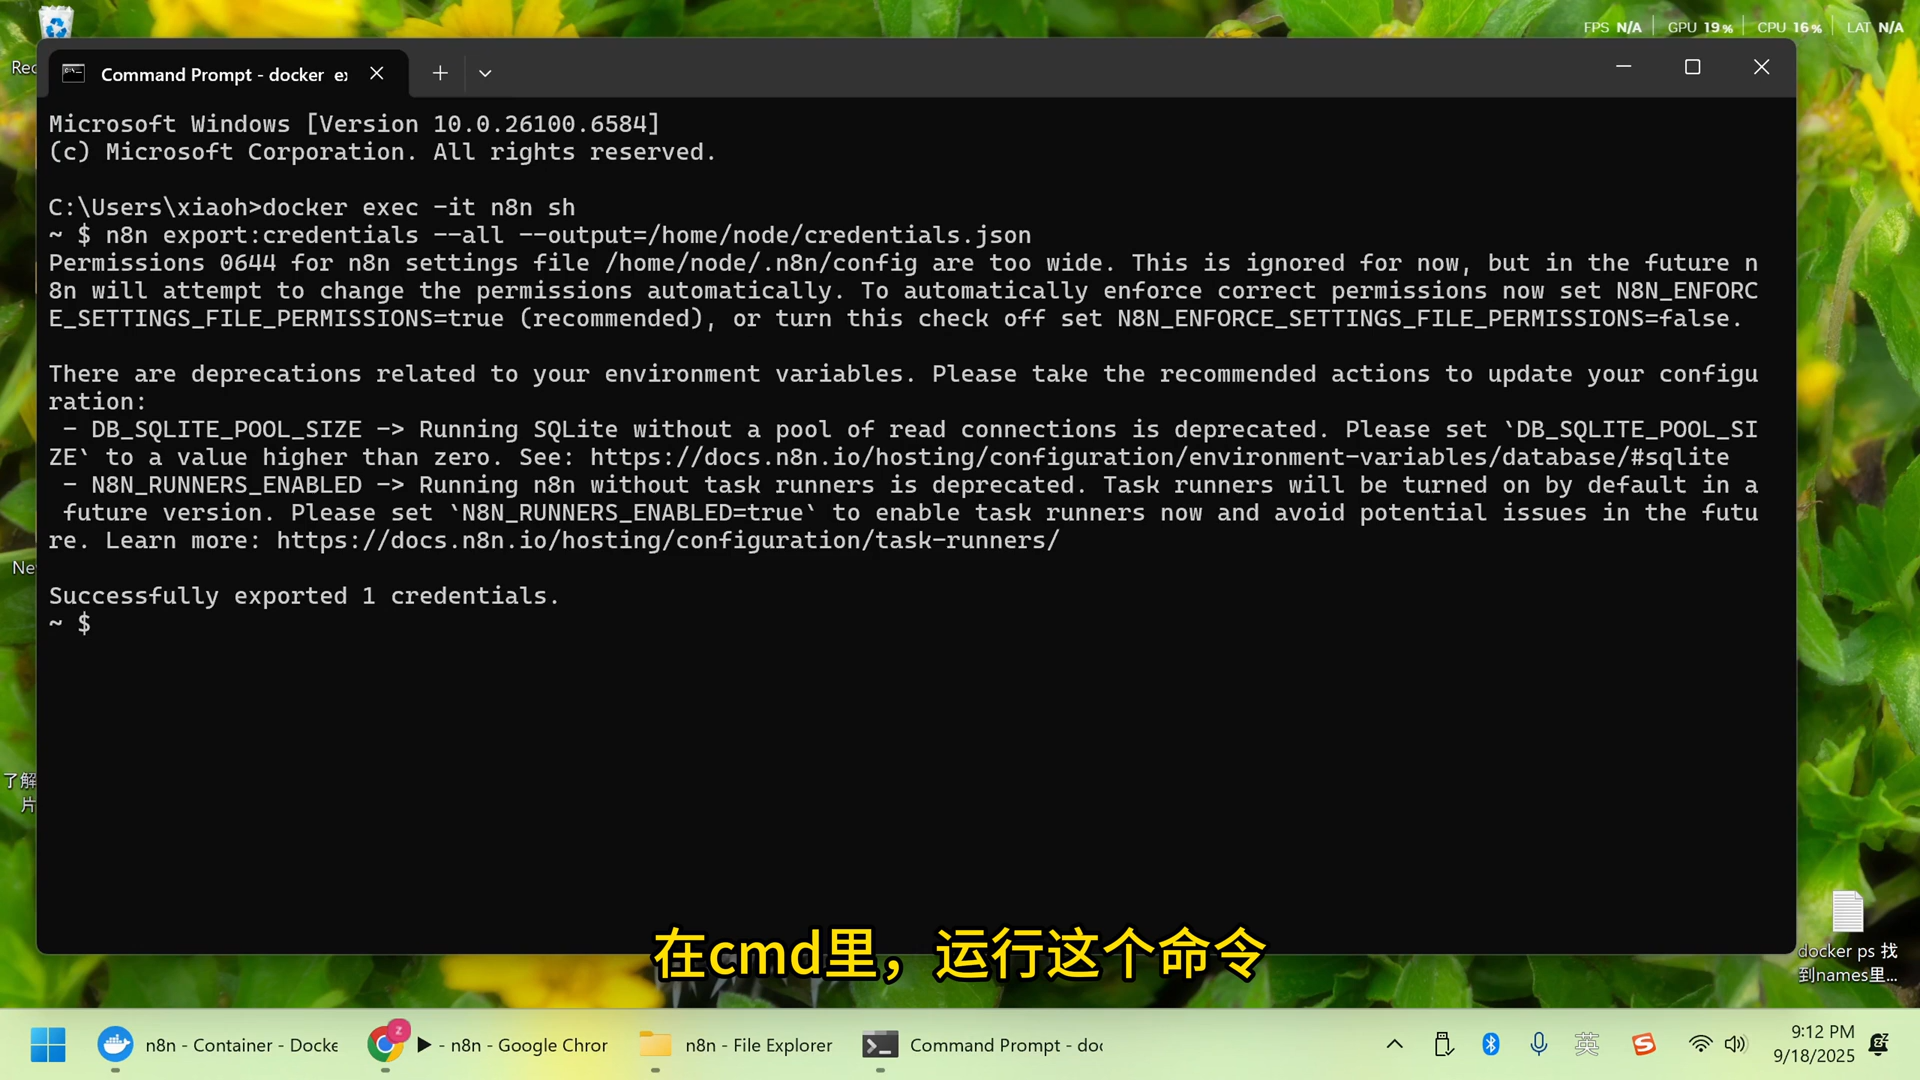 FPS N/A GPU 19% CPU 16% LAT N/A
Rec
Command Prompt - docker ex
Microsoft Windows [Version 10.0.26100.6584]
(c) Microsoft Corporation. All rights reserved.
C:\Users\xiaoh>docker exec -it n8n sh
~ $ n8n export:credentials --all --output=/home/node/credentials.json
Permissions 0644 for n8n settings file /home/node/.n8n/config are too wide. This is ignored for now, but in the future n
8n will attempt to change the permissions automatically. To automatically enforce correct permissions now set N8N_ENFORC
E_SETTINGS_FILE_PERMISSIONS=true (recommended), or turn this check off set N8N_ENFORCE_SETTINGS_FILE_PERMISSIONS=false.
There are deprecations related to your environment variables. Please take the recommended actions to update your configu
ration:
- DB_SQLITE_POOL_SIZE -> Running SQLite without a pool of read connections is deprecated. Please set `DB_SQLITE_POOL_SI
ZE` to a value higher than zero. See: https://docs.n8n.io/hosting/configuration/environment-variables/database/#sqlite
- N8N_RUNNERS_ENABLED -> Running n8n without task runners is deprecated. Task runners will be turned on by default in a
future version. Please set `N8N_RUNNERS_ENABLED=true` to enable task runners now and avoid potential issues in the futu
re. Learn more: https://docs.n8n.io/hosting/configuration/task-runners/
Ne
Successfully exported 1 credentials.
~ $
了解
片
在cmd里，运行这个命令
docker ps 找
到names里...
n8n - Container - Docke
- n8n - Google Chror
n8n - File Explorer
Command Prompt - doc
英
9:12 PM
9/18/2025